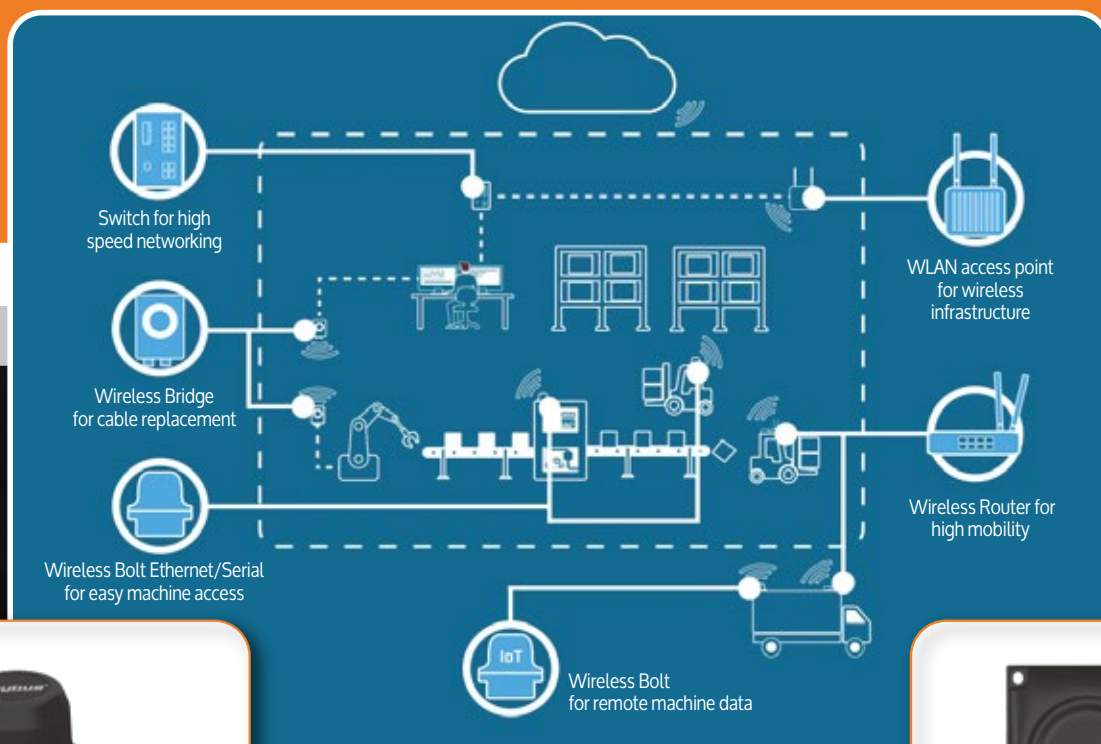 Switch for high
speed networking
WLAN access point
for wireless
infrastructure
Wireless Bridge
for cable replacement
Wireless Router for
high mobility
Wireless Bolt Ethernet/Serial
for easy machine access
IoT
Wireless Bolt
for remote machine data